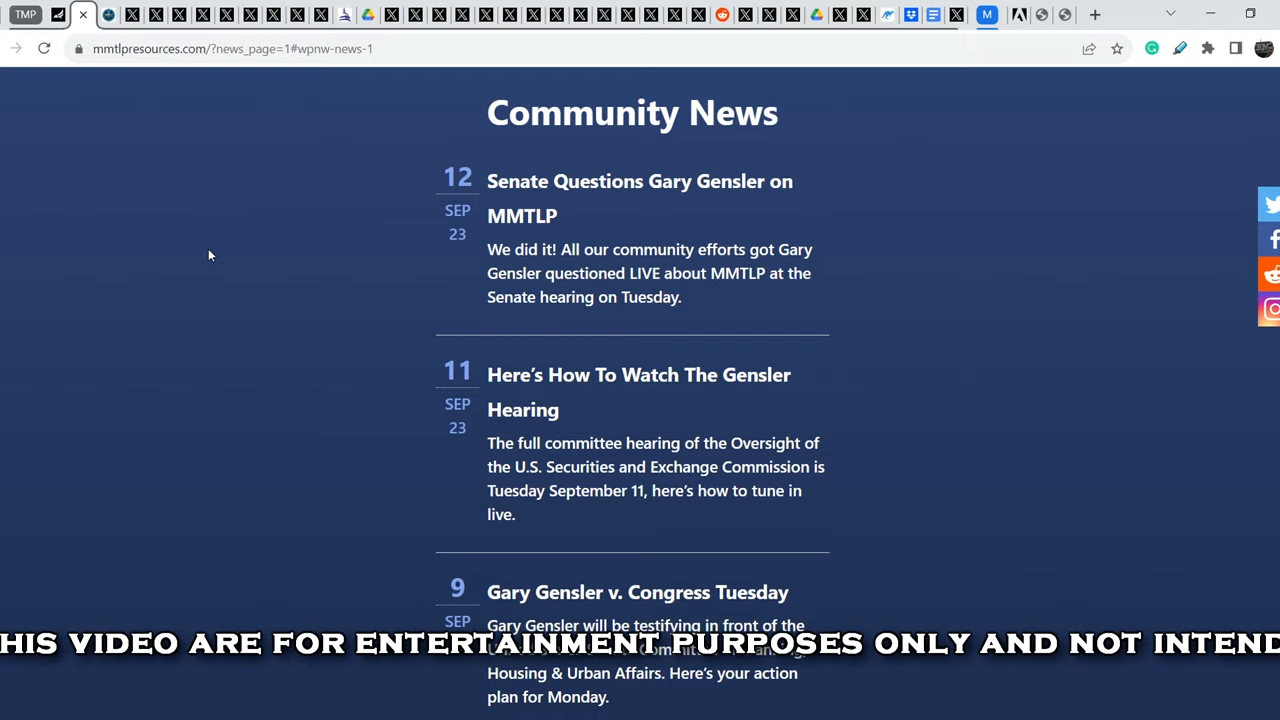 TMP
mmtlpresources.com/?news_page=1#wpnw-news-1
Community News
12
SEP
23
Senate Questions Gary Gensler on
MMTLP
We did it! All our community efforts got Gary
Gensler questioned LIVE about MMTLP at the
Senate hearing on Tuesday.
11
SEP
23
Here’s How To Watch The Gensler
Hearing
The full committee hearing of the Oversight of
the U.S. Securities and Exchange Commission is
Tuesday September 11, here’s how to tune in
live.
9
SEP
Gary Gensler v. Congress Tuesday
Gary Gensler will be testifying in front of the
Housing & Urban Affairs. Here’s your action
plan for Monday.
HIS VIDEO ARE FOR ENTERTAINMENT PURPOSES ONLY AND NOT INTEND